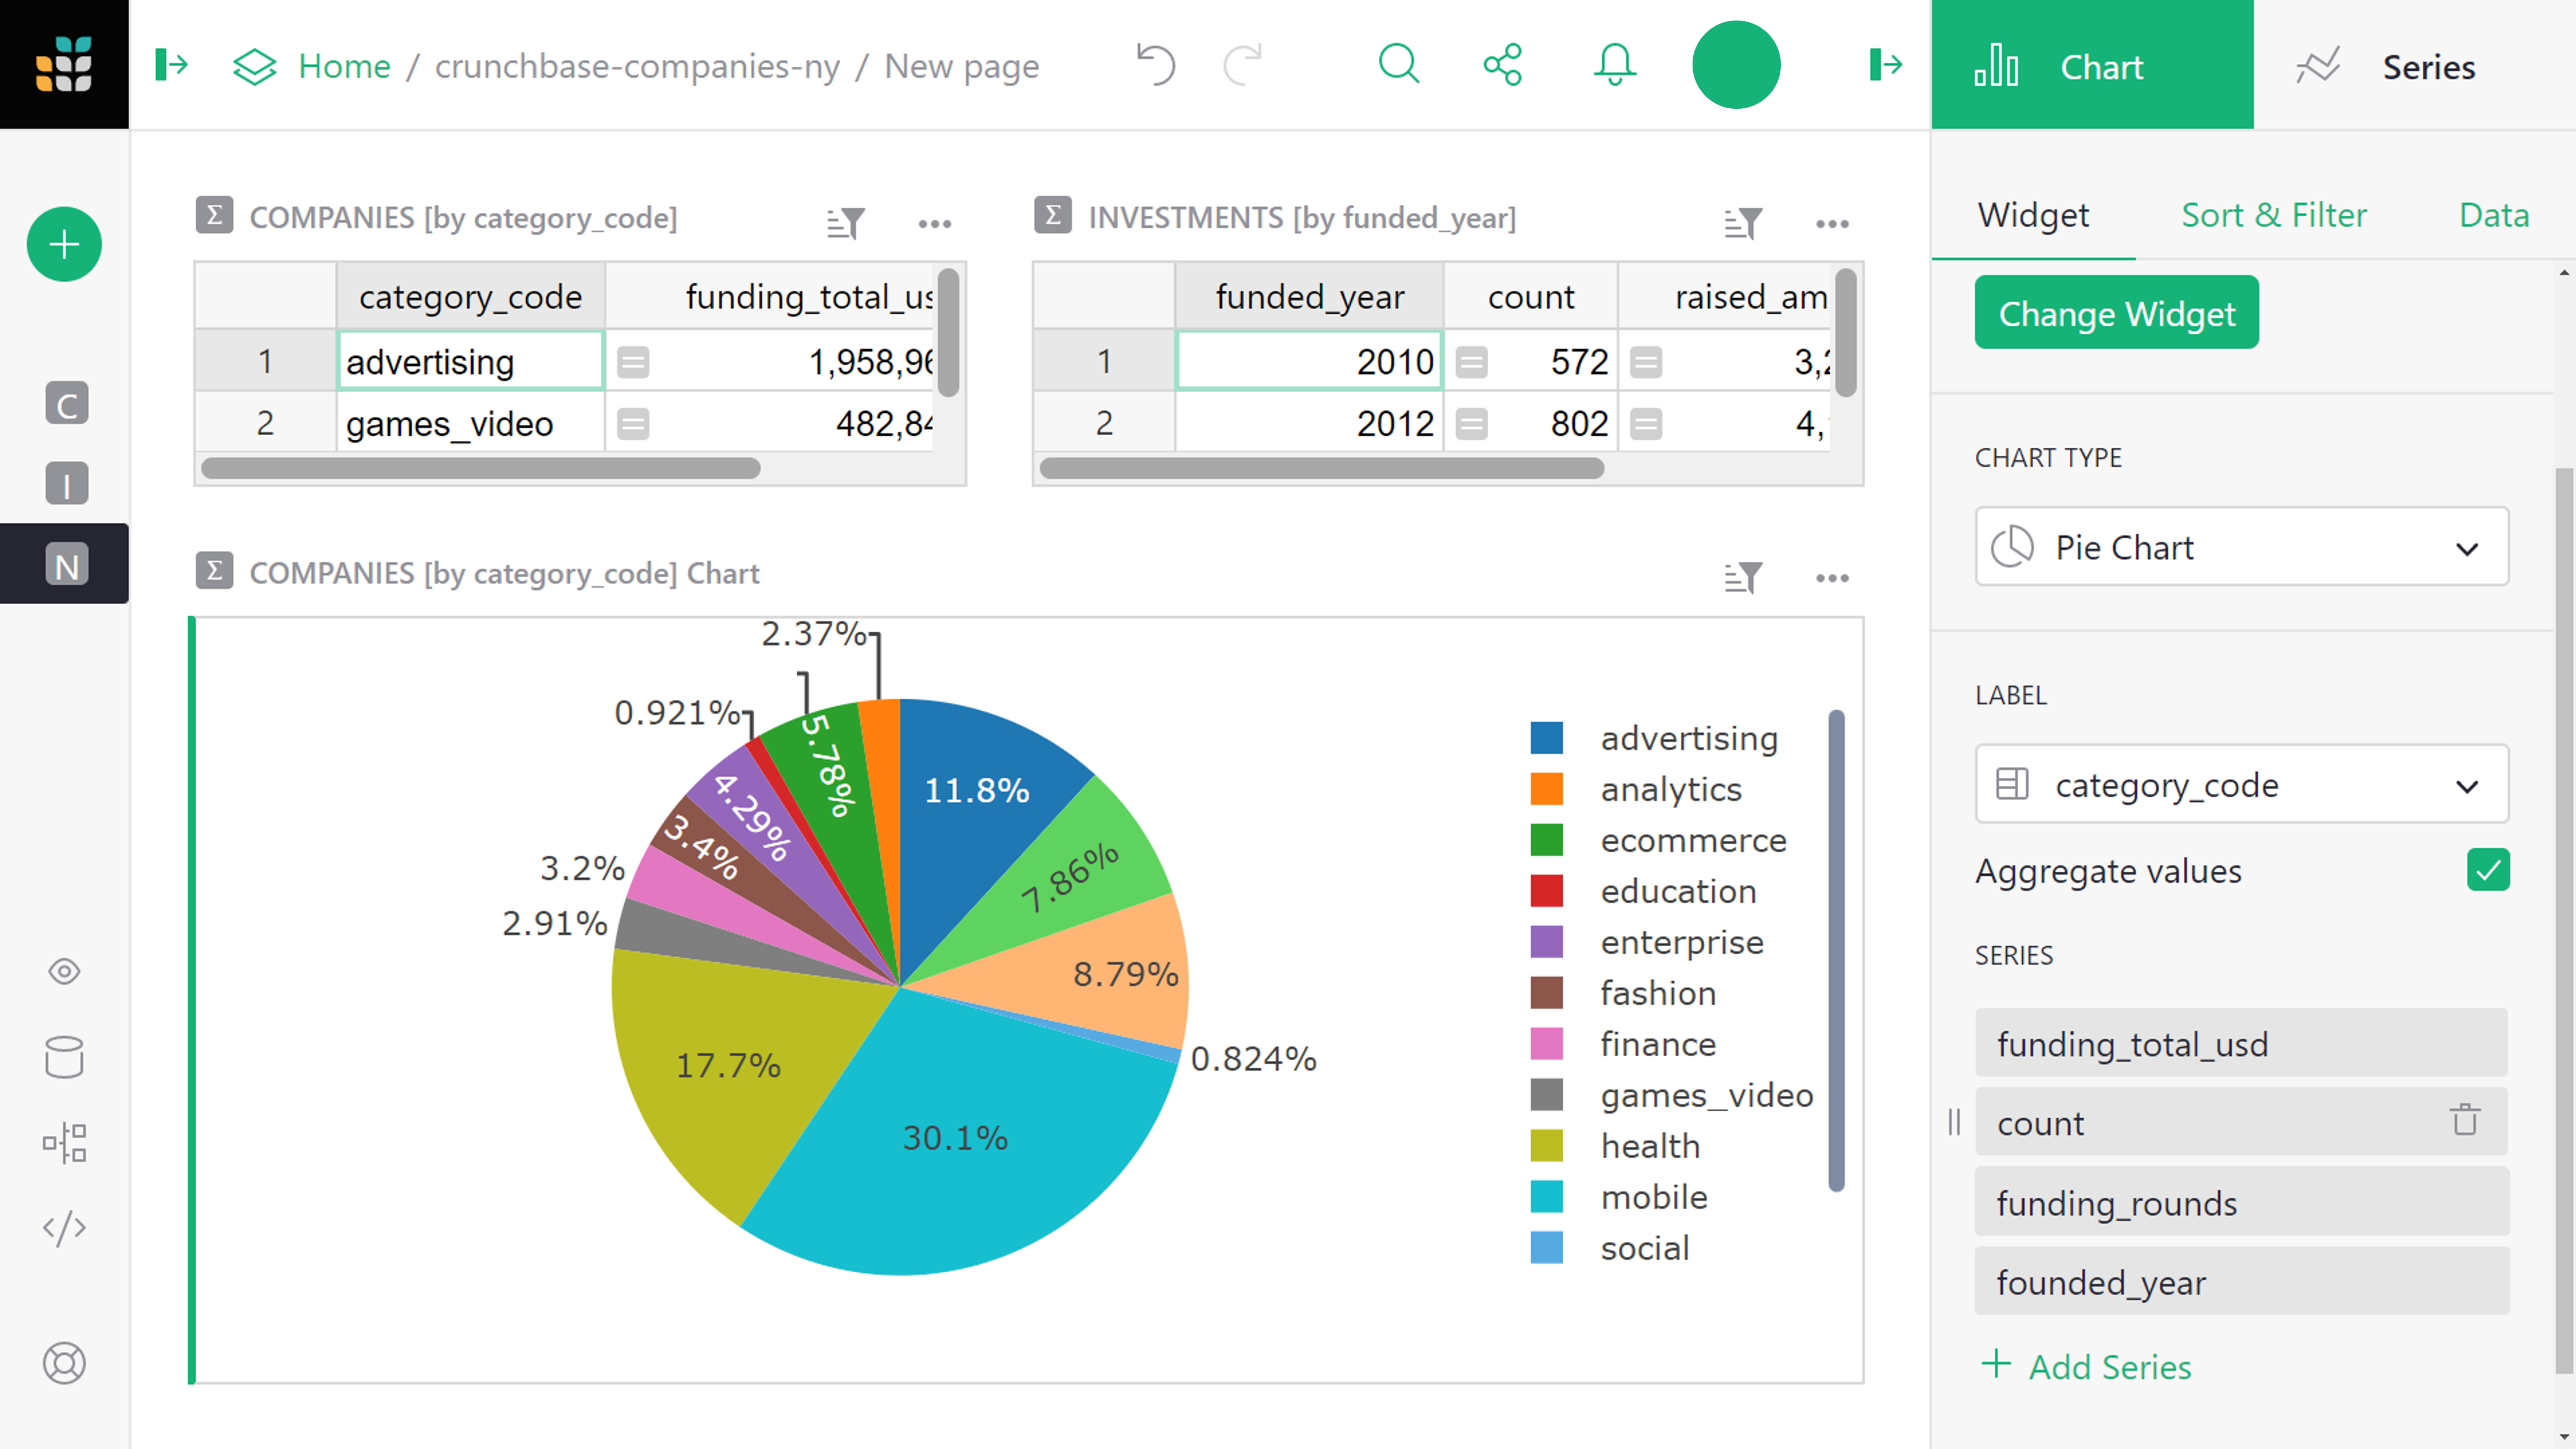 Home / crunchbase-companies-ny / New page
Chart
Series
Widget
Sort & Filter
Data
Change Widget
C
I
N
Σ COMPANIES [by category_code]
category_code funding_total_us
1 advertising = 1,958,96
2 games_video = 482,84
Σ INVESTMENTS [by funded_year]
funded_year count raised_am
1 2010 = 572 = 3,2
2 2012 = 802 = 4,
Σ COMPANIES [by category_code] Chart
2.37%
0.921%
5.78%
4.29%
3.4%
3.2%
2.91%
11.8%
7.86%
8.79%
0.824%
17.7%
30.1%
advertising
analytics
ecommerce
education
enterprise
fashion
finance
games_video
health
mobile
social
CHART TYPE
Pie Chart
LABEL
category_code
Aggregate values
SERIES
funding_total_usd
count
funding_rounds
founded_year
+ Add Series